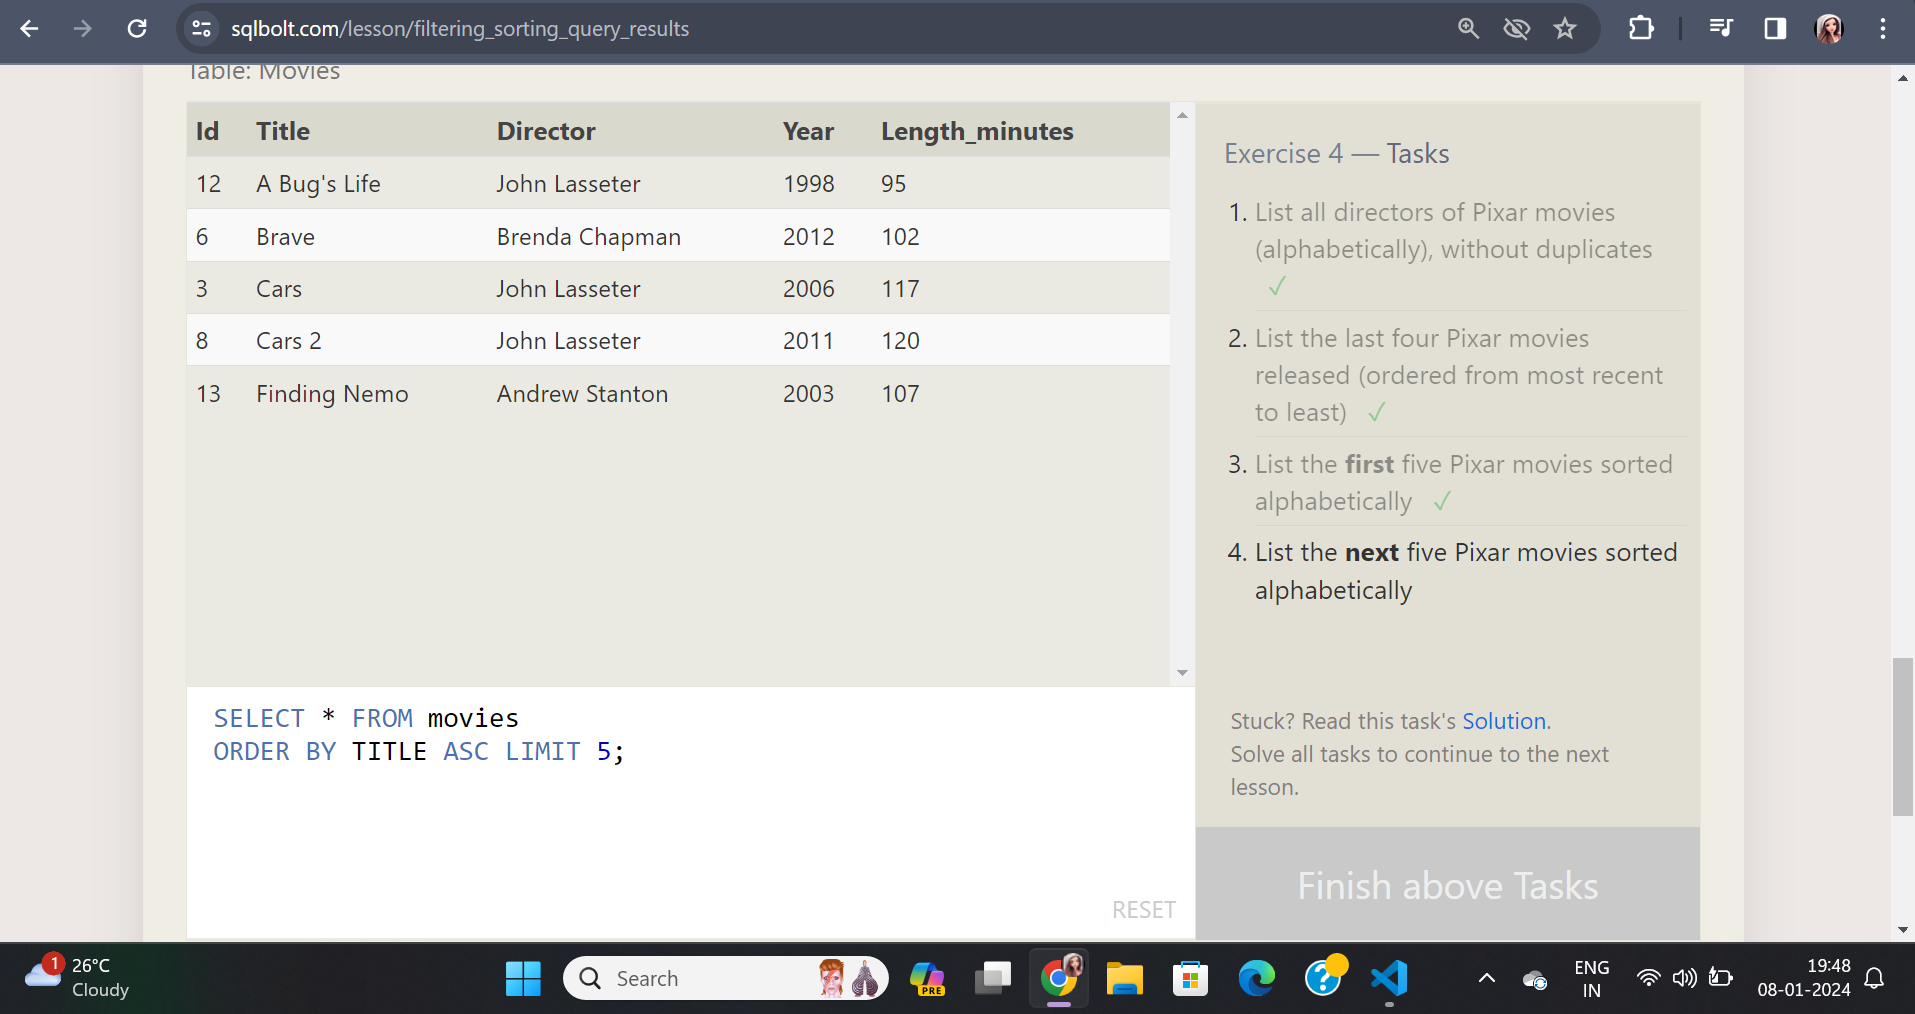 sqlbolt.com/lesson/filtering_sorting_query_results
Table: Movies
Id Title Director Year Length_minutes
12 A Bug's Life John Lasseter 1998 95
6 Brave Brenda Chapman 2012 102
3 Cars John Lasseter 2006 117
8 Cars 2 John Lasseter 2011 120
13 Finding Nemo Andrew Stanton 2003 107
SELECT * FROM movies
ORDER BY TITLE ASC LIMIT 5;
RESET
Exercise 4 — Tasks
1. List all directors of Pixar movies
(alphabetically), without duplicates
✓
2. List the last four Pixar movies
released (ordered from most recent
to least) ✓
3. List the first five Pixar movies sorted
alphabetically ✓
4. List the next five Pixar movies sorted
alphabetically
Stuck? Read this task's Solution.
Solve all tasks to continue to the next
lesson.
Finish above Tasks
1
26°C
Cloudy
Search
PRE
ENG
IN
19:48
08-01-2024